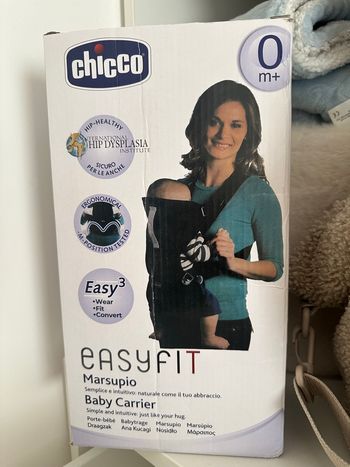 chicco
0
m+
HIP-HEALTHY
INTERNATIONAL
HIP DYSPLASIA
INSTITUTE
SICURO
PER LE ANCHE
ERGONOMICAL
-M- POSITION TESTED
Easy³
•Wear
•Fit
•Convert
EASYFIT
Marsupio
Semplice e intuitivo: naturale come il tuo abbraccio.
Baby Carrier
Simple and intuitive: just like your hug.
Porte-bébé Babytrage Marsupio Marsúpio
Draagzak Ana Kucagi Nosidło Μάρσιπος